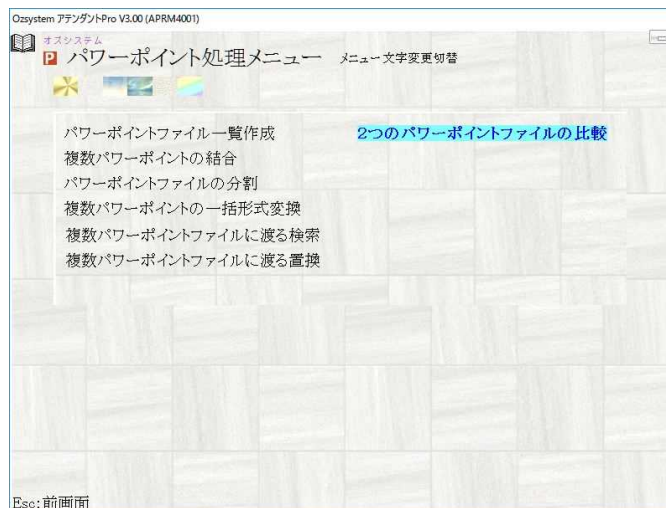 Ozsystem アテンダントPro V3.00 (APRM4001)
オズシステム
P パワーポイント処理メニュー メニュー文字変更切替
パワーポイントファイル一覧作成 2つのパワーポイントファイルの比較
複数パワーポイントの結合
パワーポイントファイルの分割
複数パワーポイントの一括形式変換
複数パワーポイントファイルに渡る検索
複数パワーポイントファイルに渡る置換
Esc:前画面